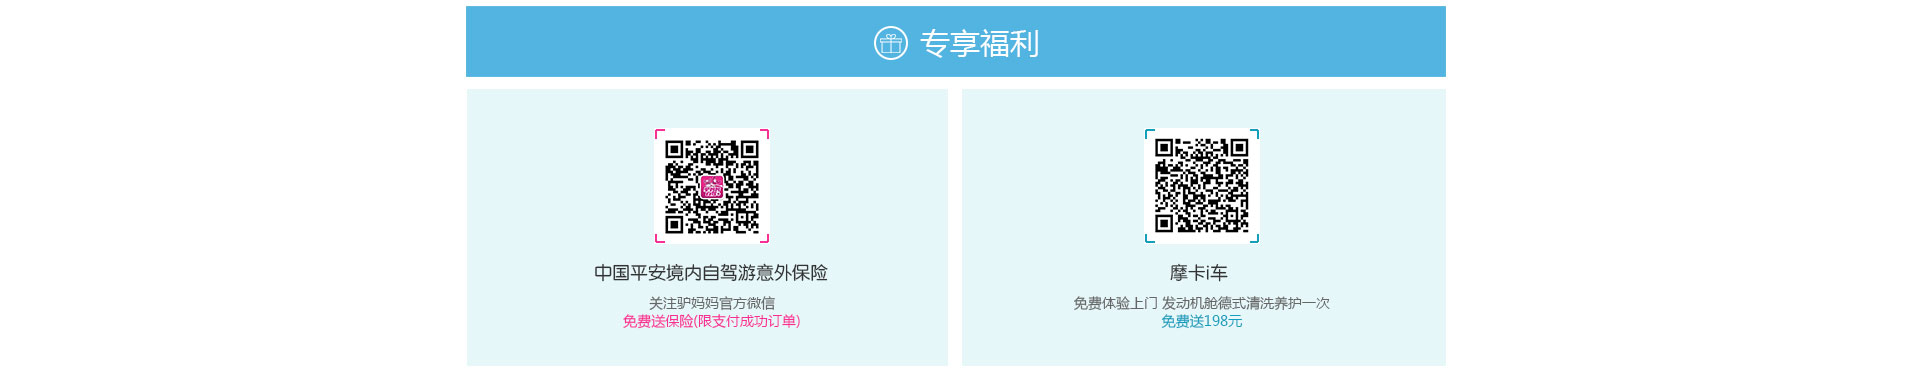 专享福利
中国平安境内自驾游意外保险
关注驴妈妈官方微信
免费送保险(限支付成功订单)
摩卡i车
免费体验上门 发动机舱德式清洗养护一次
免费送198元